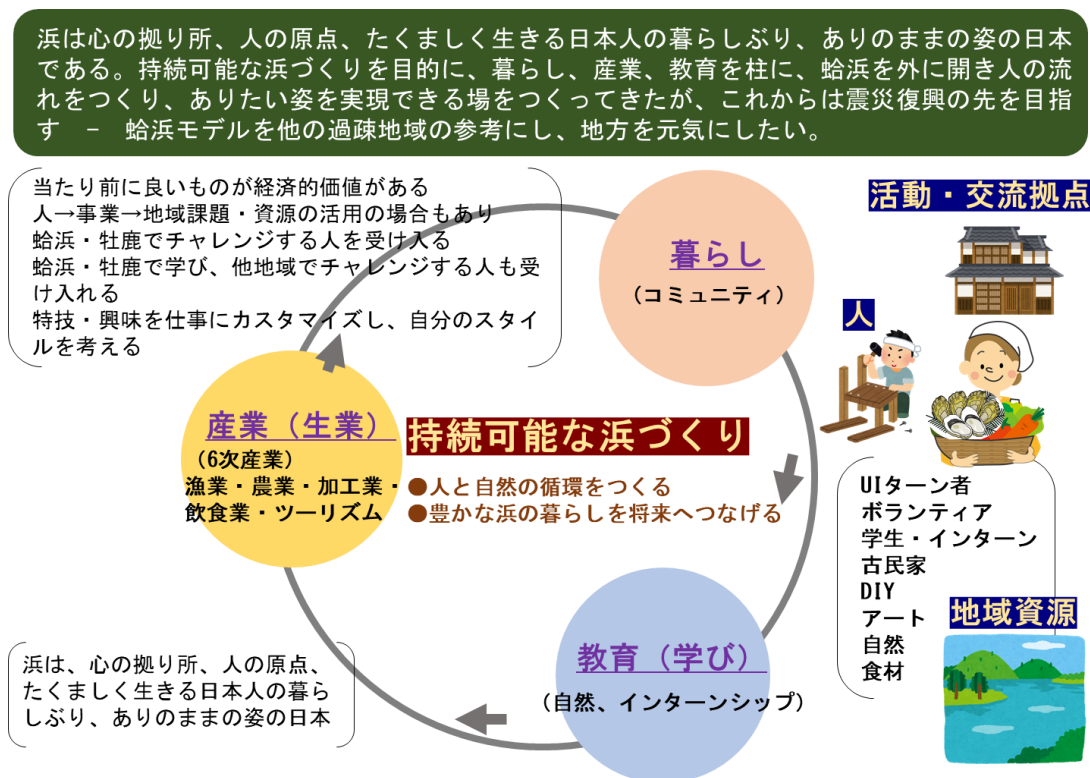 浜は心の拠り所、人の原点、たくましく生きる日本人の暮らしぶり、ありのままの姿の日本
である。持続可能な浜づくりを目的に、暮らし、産業、教育を柱に、蛤浜を外に開き人の流
れをつくり、ありたい姿を実現できる場をつくってきたが、これからは震災復興の先を目指
す － 蛤浜モデルを他の過疎地域の参考にし、地方を元気にしたい。
当たり前に良いものが経済的価値がある
人→事業→地域課題・資源の活用の場合もあり
蛤浜・牡鹿でチャレンジする人を受け入る
蛤浜・牡鹿で学び、他地域でチャレンジする人も受
け入れる
特技・興味を仕事にカスタマイズし、自分のスタイ
ルを考える
暮らし
（コミュニティ）
活動・交流拠点
人
産業（生業）
（6次産業）
漁業・農業・加工業・
飲食業・ツーリズム
持続可能な浜づくり
●人と自然の循環をつくる
●豊かな浜の暮らしを将来へつなげる
UIターン者
ボランティア
学生・インターン
古民家
DIY
アート
自然
食材
地域資源
教育（学び）
（自然、インターンシップ）
浜は、心の拠り所、人の原点、
たくましく生きる日本人の暮ら
しぶり、ありのままの姿の日本